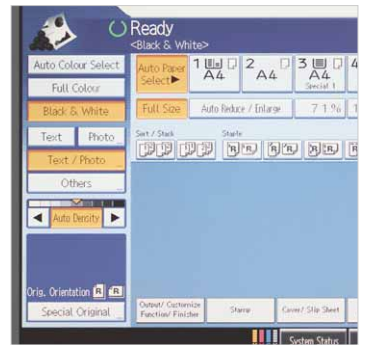 Ready
<Black & White>
Auto Colour Select
Full Colour
Black & White
Text
Photo
Text / Photo
Others
Auto Density
Orig. Orientation
R
R
Special Original
Auto Paper
Select▶
1
A4
2
A4
3
A4
Special 1
4
Full Size
Auto Reduce / Enlarge
71%
1
Sort / Stack
Staple
Output/ Customize
Function/ Finisher
Stamp
Cover/ Slip Sheet
System Status